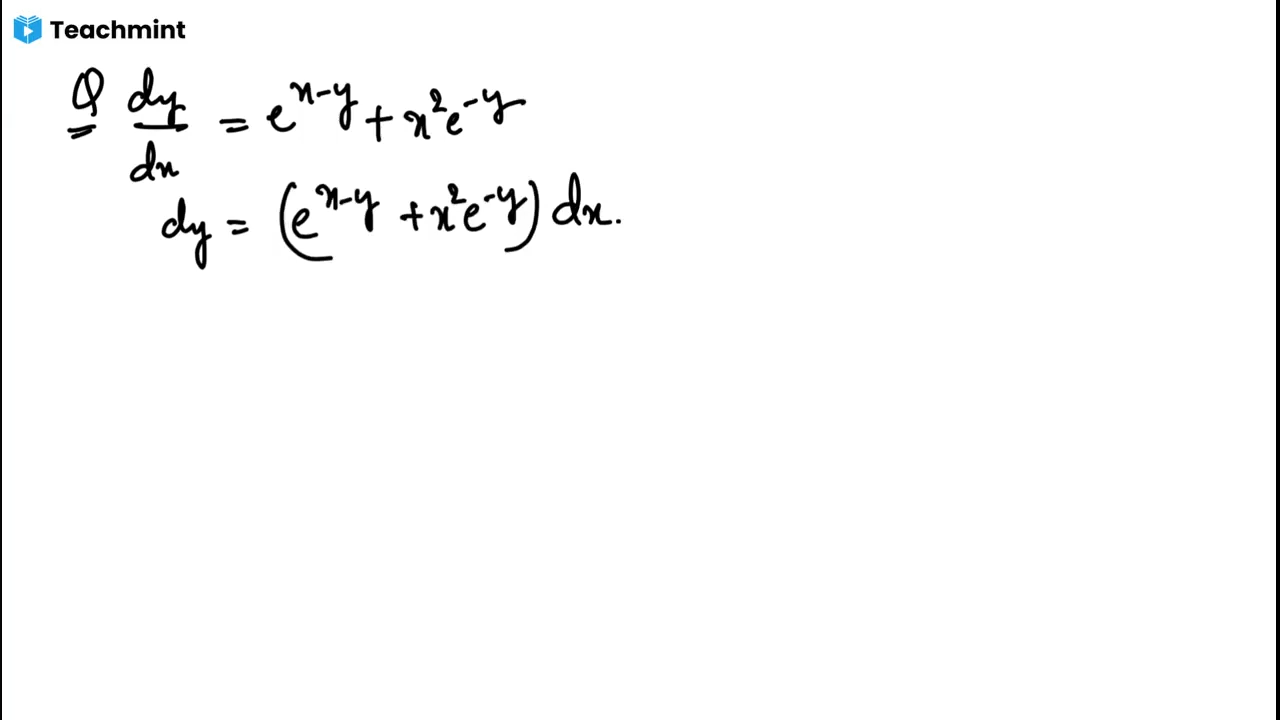 Teachmint
Q dy/dx = e^{x-y} + x²e^{-y}
dy = (e^{x-y} + x²e^{-y}) dx.